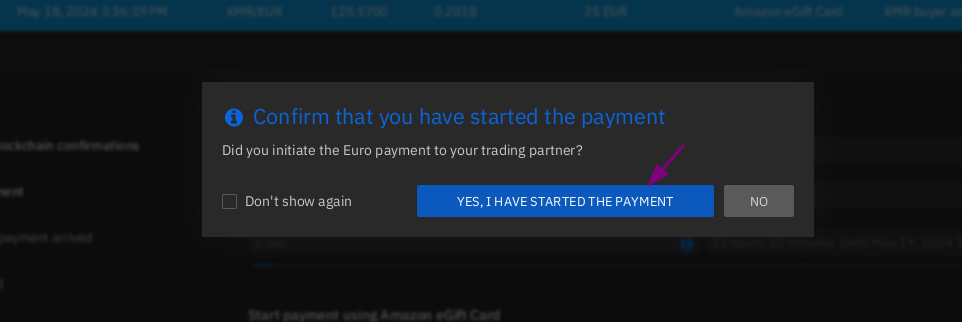 May 18, 2024 3:36:19 PM XMR/EUR 125.5700 0.2018 25 EUR Amazon eGift Card XMR buyer as
Confirm that you have started the payment
Did you initiate the Euro payment to your trading partner?
Don't show again YES, I HAVE STARTED THE PAYMENT NO
ockchain confirmations
payment arrived
1 day
Start payment using Amazon eGift Card